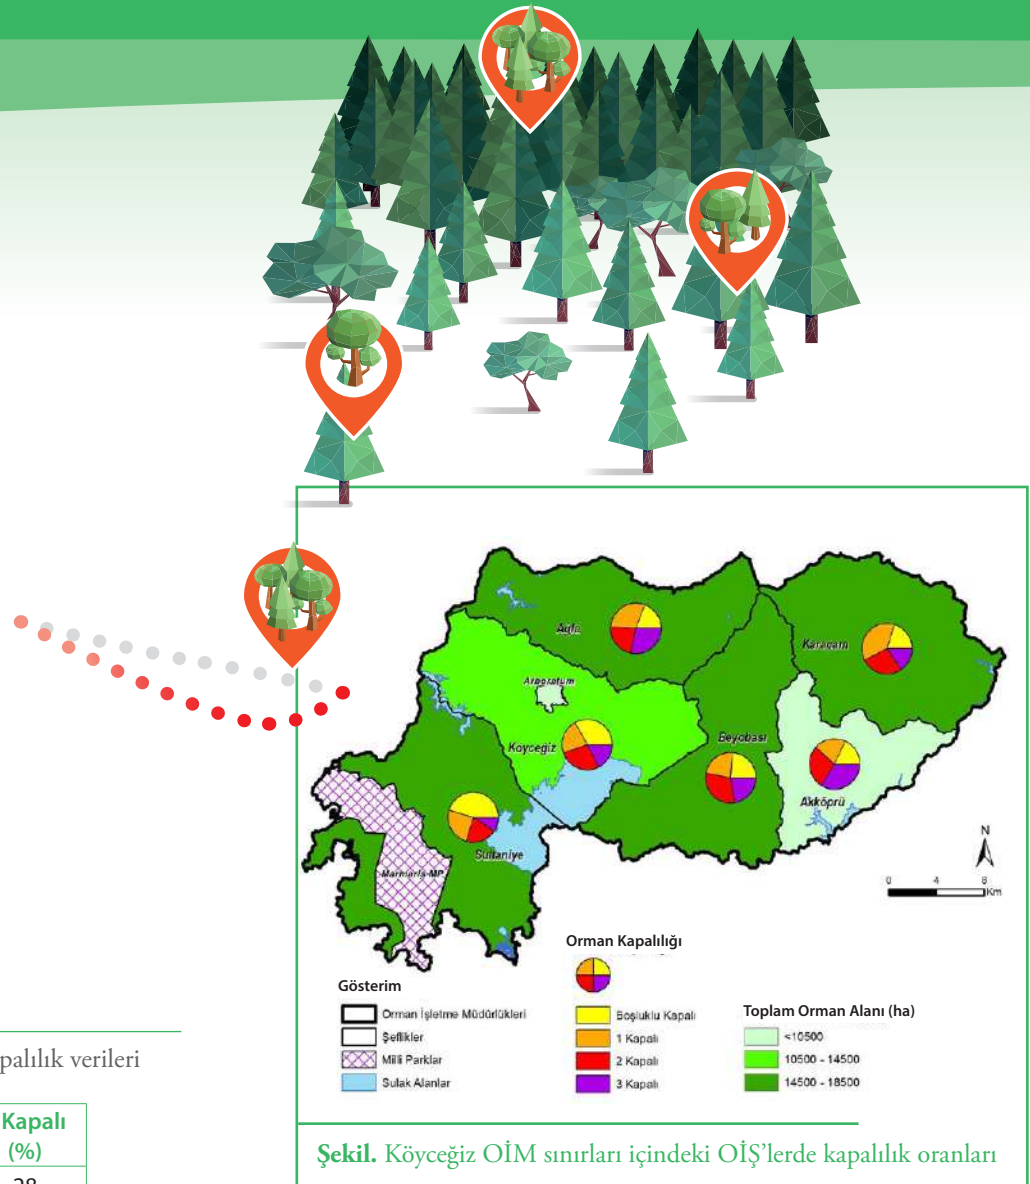 Ağla
Karaçam
Arboretum
Köyceğiz
Beyobası
Akköprü
Sultaniye
Marmaris-MP
N
0 4 8
Km
Orman Kapalılığı
Gösterim
Orman İşletme Müdürlükleri
Şeflikler
Milli Parklar
Sulak Alanlar
Boşluklu Kapalı
1 Kapalı
2 Kapalı
3 Kapalı
Toplam Orman Alanı (ha)
<10500
10500 - 14500
14500 - 18500
palılık verileri
Kapalı
(%)
28
Şekil. Köyceğiz OİM sınırları içindeki OİŞ’lerde kapalılık oranları